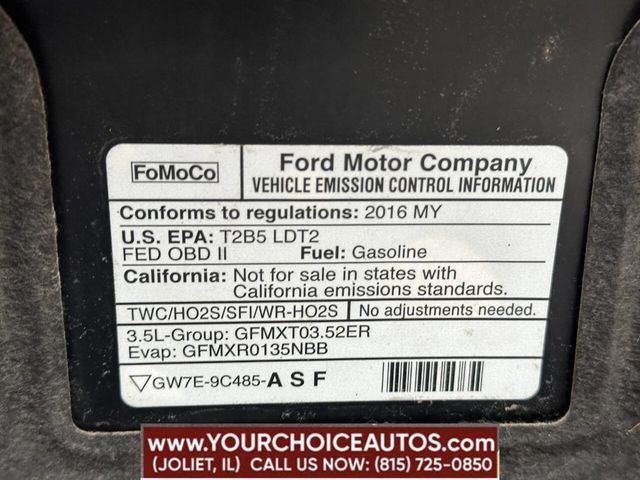 FoMoCo
Ford Motor Company
VEHICLE EMISSION CONTROL INFORMATION
Conforms to regulations: 2016 MY
U.S. EPA: T2B5 LDT2
FED OBD II Fuel: Gasoline
California: Not for sale in states with
California emissions standards.
TWC/HO2S/SFI/WR-HO2S No adjustments needed.
3.5L-Group: GFMXT03.52ER
Evap: GFMXR0135NBB
GW7E-9C485-A S F
WWW.YOURCHOICEAUTOS.COM
(JOLIET, IL) CALL US NOW: (815) 725-0850